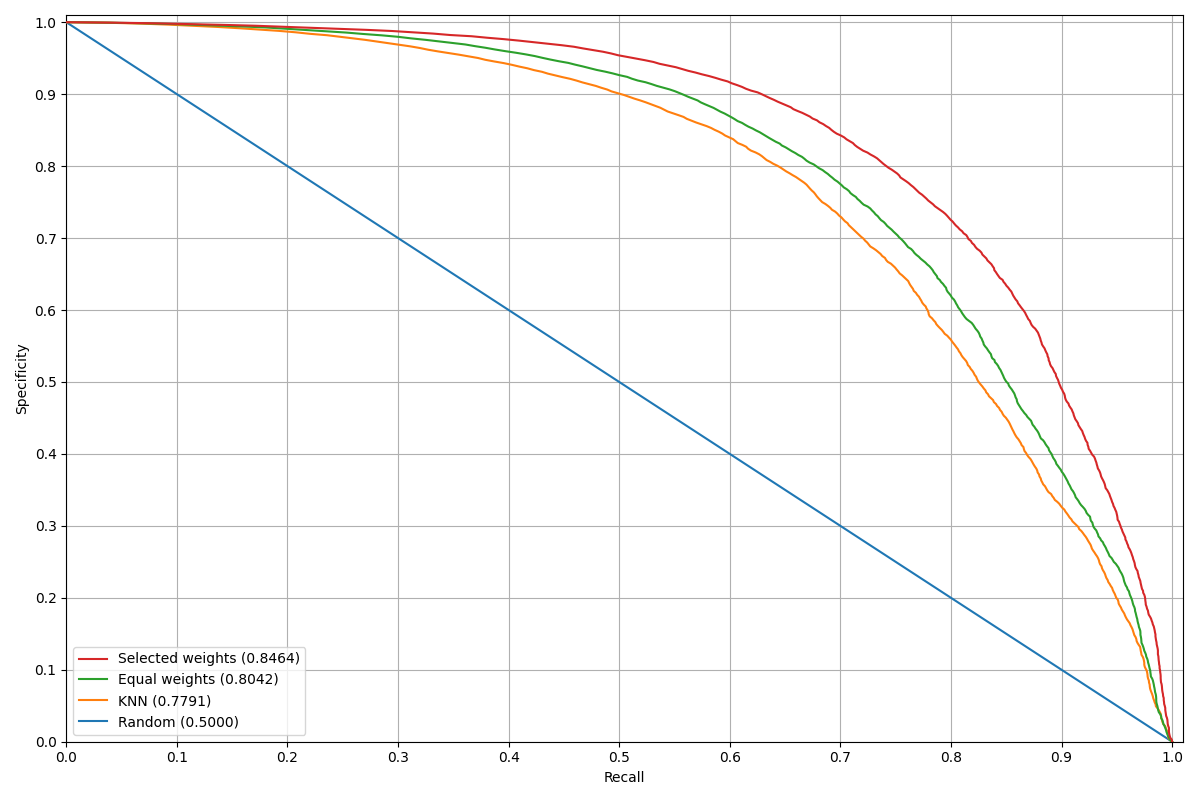 1.0
0.9
0.8
0.7
0.6
0.5
0.4
0.3
0.2
0.1
0.0
Specificity
Selected weights (0.8464)
Equal weights (0.8042)
KNN (0.7791)
Random (0.5000)
0.0 0.1 0.2 0.3 0.4 0.5 0.6 0.7 0.8 0.9 1.0
Recall